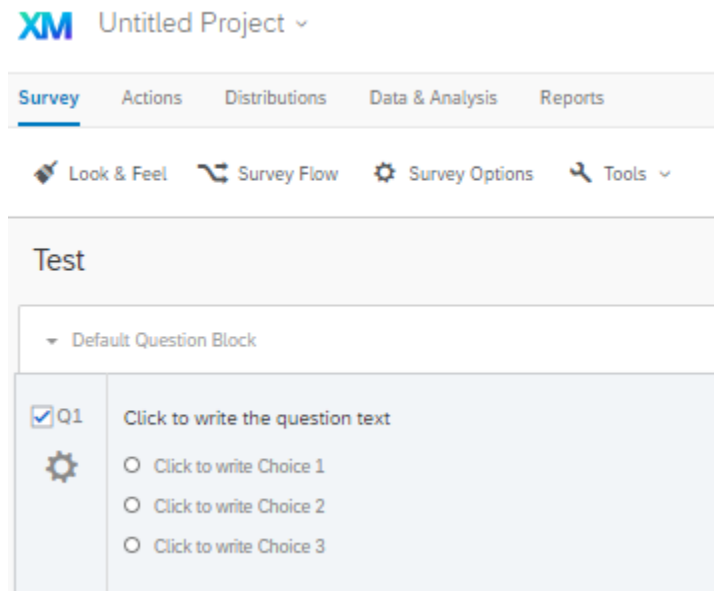 XM Untitled Project
Survey Actions Distributions Data & Analysis Reports
Look & Feel Survey Flow Survey Options Tools
Test
Default Question Block
Q1 Click to write the question text
Click to write Choice 1
Click to write Choice 2
Click to write Choice 3